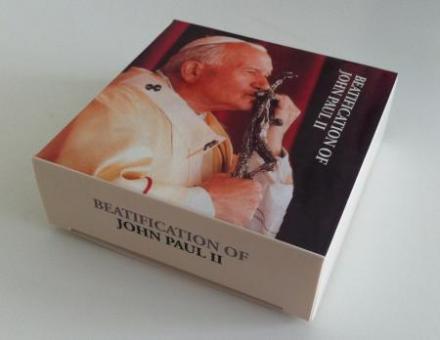 BEATIFICATION OF
JOHN PAUL II
BEATIFICATION OF
JOHN PAUL II